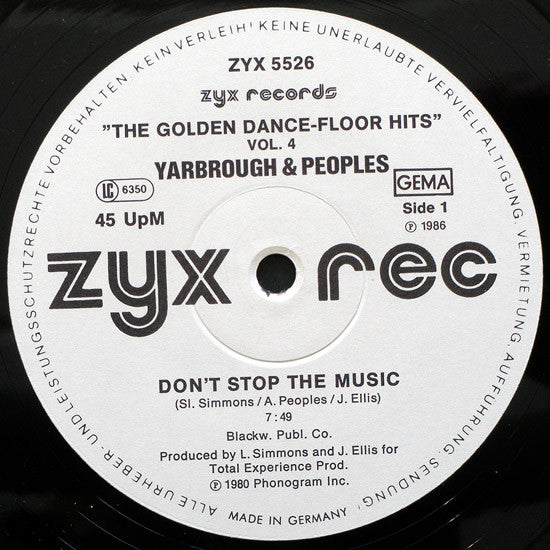 ALLE URHEBER- UND LEISTUNGSSCHUTZRECHTE VORBEHALTEN KEIN VERLEIH! KEINE UNERLAUBTE VERVIELFALTIGUNG, VERMIETUNG, AUFFÜHRUNG, SENDUNG!
ZYX 5526
zyx records
"THE GOLDEN DANCE-FLOOR HITS"
VOL. 4
YARBROUGH & PEOPLES
LC 6350
GEMA
45 UpM
Side 1
Ⓟ 1986
zyx rec
DON'T STOP THE MUSIC
(Sl. Simmons / A. Peoples / J. Ellis)
7:49
Blackw. Publ. Co.
Produced by L. Simmons and J. Ellis for
Total Experience Prod.
Ⓟ 1980 Phonogram Inc.
MADE IN GERMANY